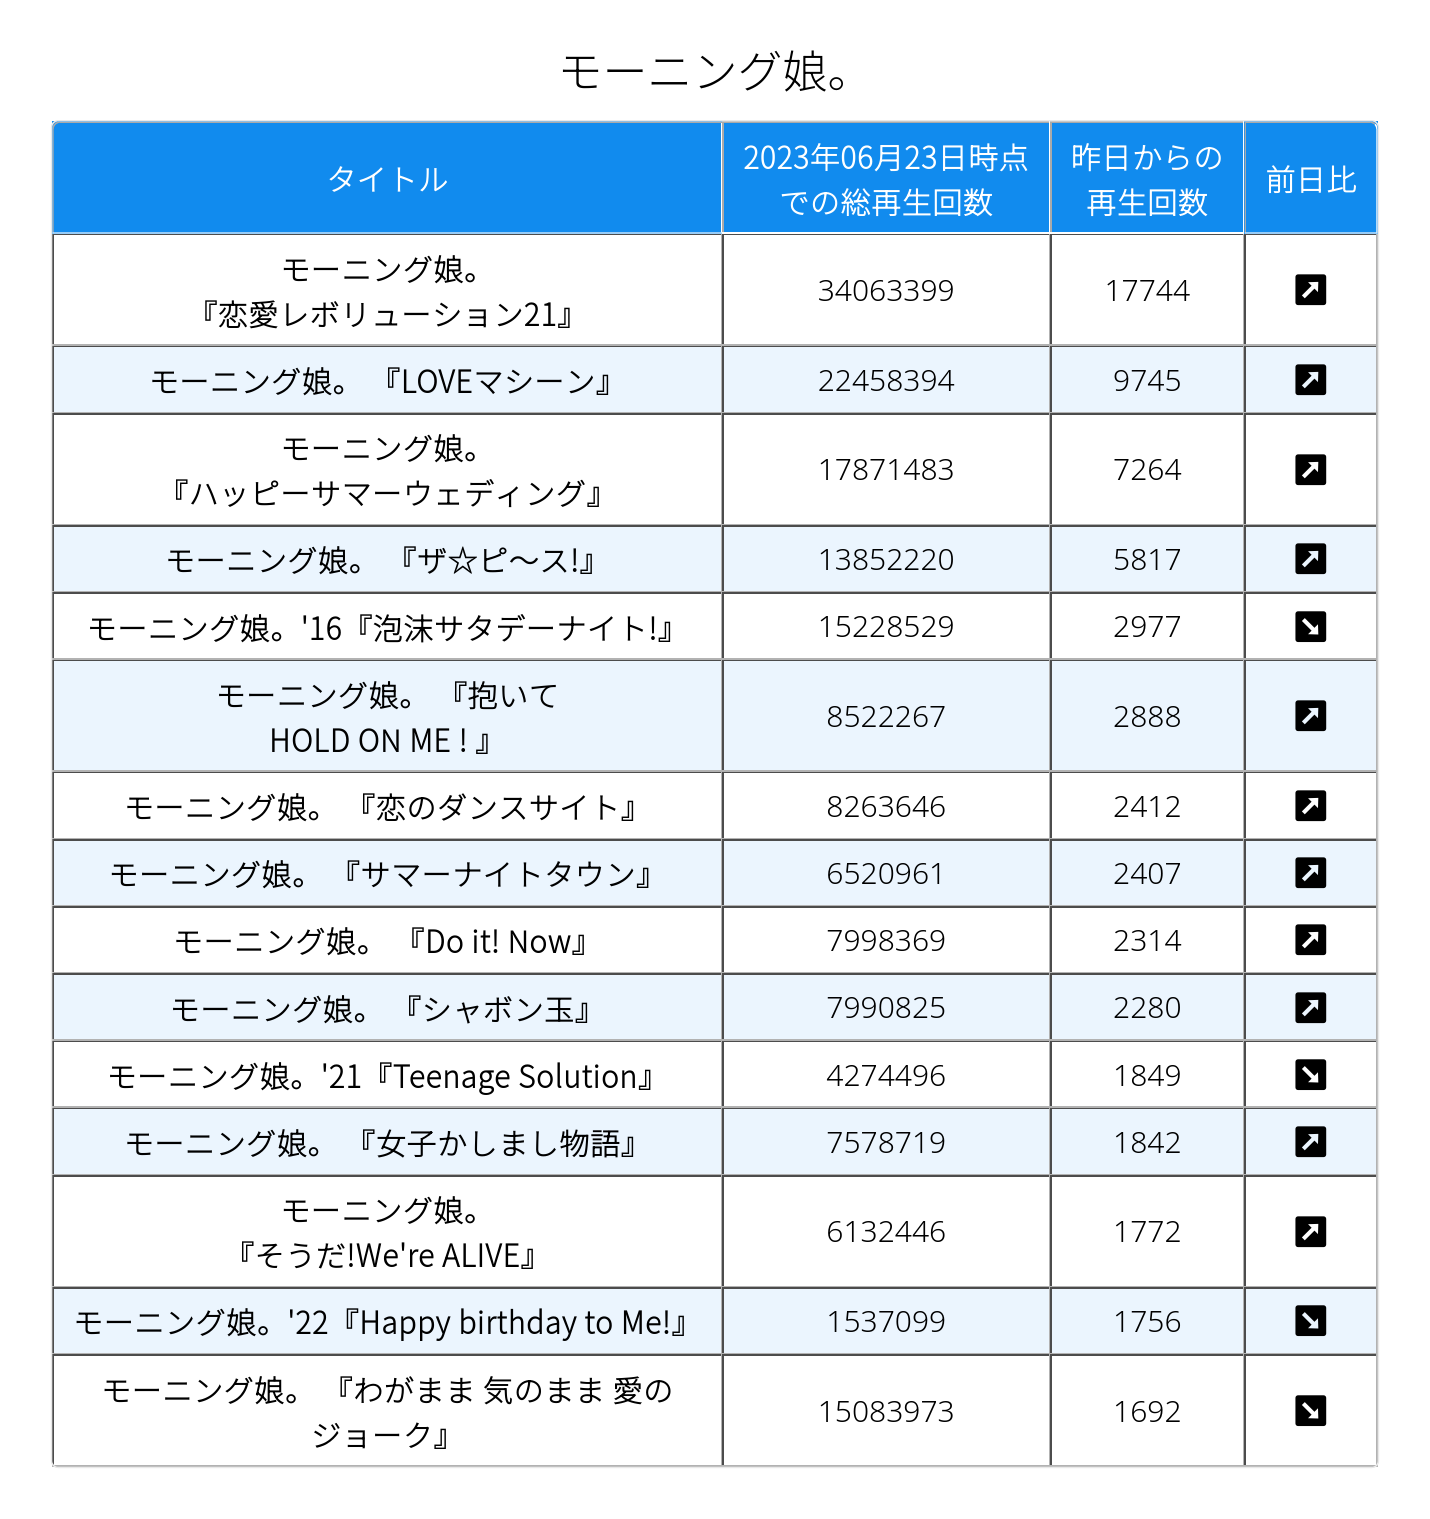 モーニング娘。
タイトル
2023年06月23日時点
での総再生回数
昨日からの
再生回数
前日比
モーニング娘。
『恋愛レボリューション21』
34063399
17744
モーニング娘。 『LOVEマシーン』
22458394
9745
モーニング娘。
『ハッピーサマーウェディング』
17871483
7264
モーニング娘。 『ザ☆ピ〜ス!』
13852220
5817
モーニング娘。'16『泡沫サタデーナイト!』
15228529
2977
モーニング娘。 『抱いて
HOLD ON ME ! 』
8522267
2888
モーニング娘。 『恋のダンスサイト』
8263646
2412
モーニング娘。 『サマーナイトタウン』
6520961
2407
モーニング娘。 『Do it! Now』
7998369
2314
モーニング娘。 『シャボン玉』
7990825
2280
モーニング娘。'21『Teenage Solution』
4274496
1849
モーニング娘。 『女子かしまし物語』
7578719
1842
モーニング娘。
『そうだ!We're ALIVE』
6132446
1772
モーニング娘。'22『Happy birthday to Me!』
1537099
1756
モーニング娘。 『わがまま 気のまま 愛の
ジョーク』
15083973
1692